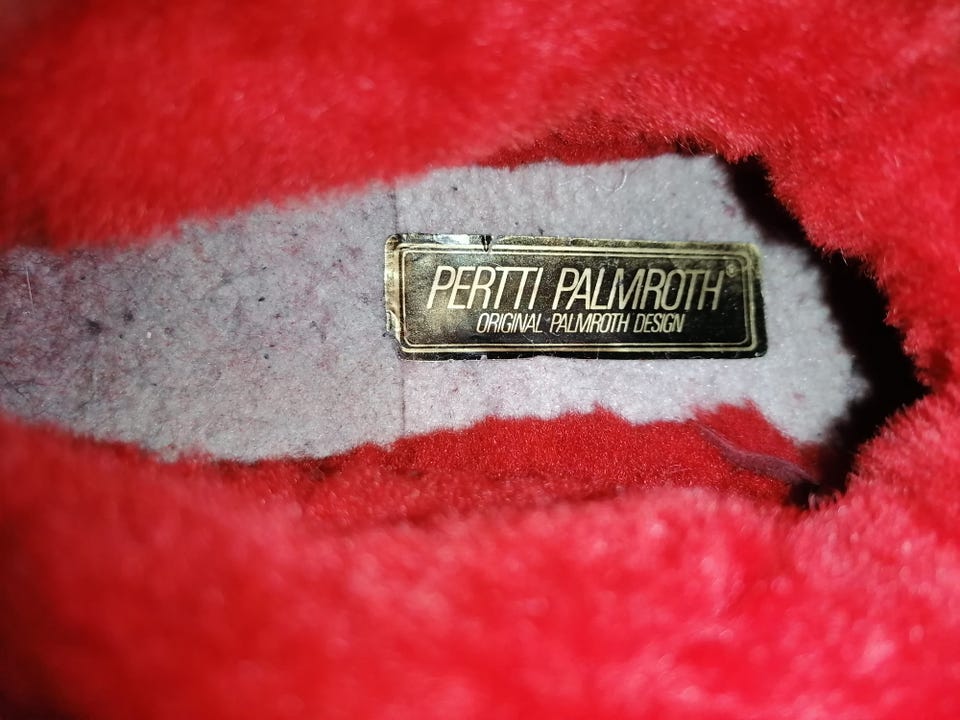 PERTTI PALMROTH®
ORIGINAL PALMROTH DESIGN